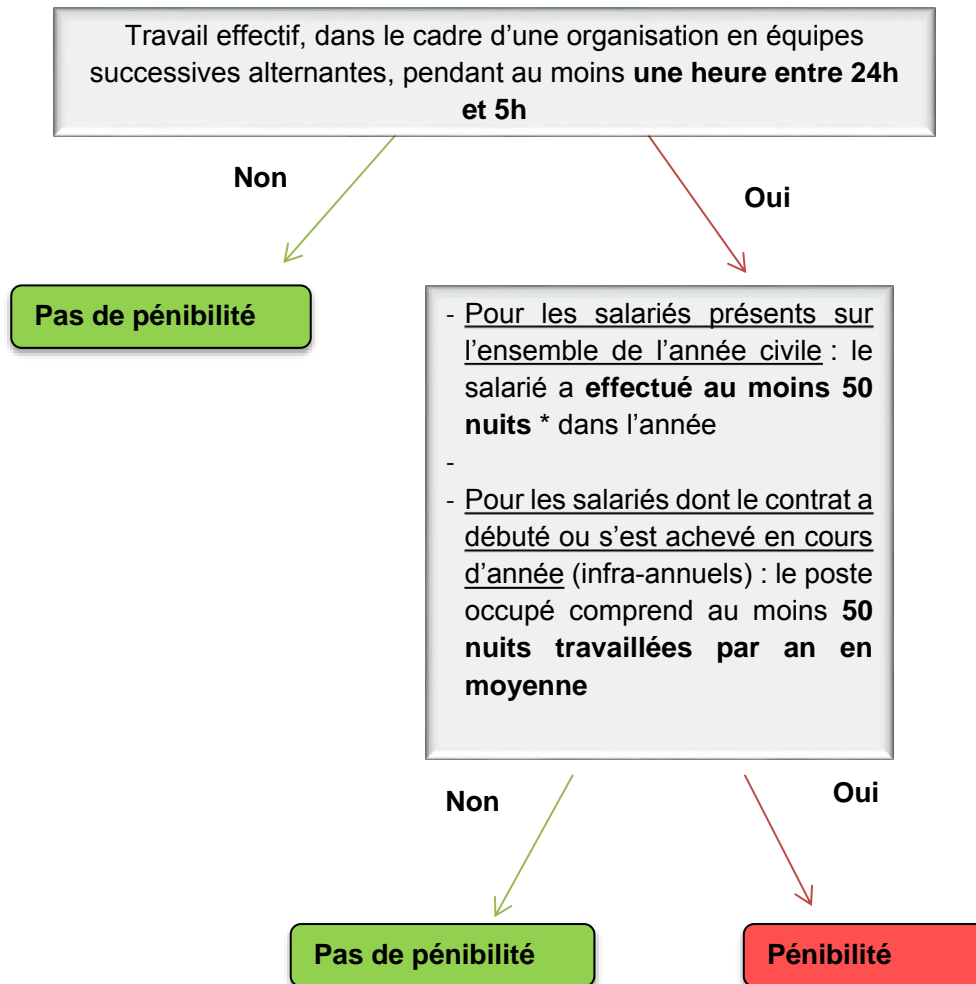 Travail effectif, dans le cadre d’une organisation en équipes
successives alternantes, pendant au moins une heure entre 24h
et 5h
Non
Oui
Pas de pénibilité
- Pour les salariés présents sur
l’ensemble de l’année civile : le
salarié a effectué au moins 50
nuits * dans l’année
-
- Pour les salariés dont le contrat a
débuté ou s’est achevé en cours
d’année (infra-annuels) : le poste
occupé comprend au moins 50
nuits travaillées par an en
moyenne
Non
Oui
Pas de pénibilité
Pénibilité